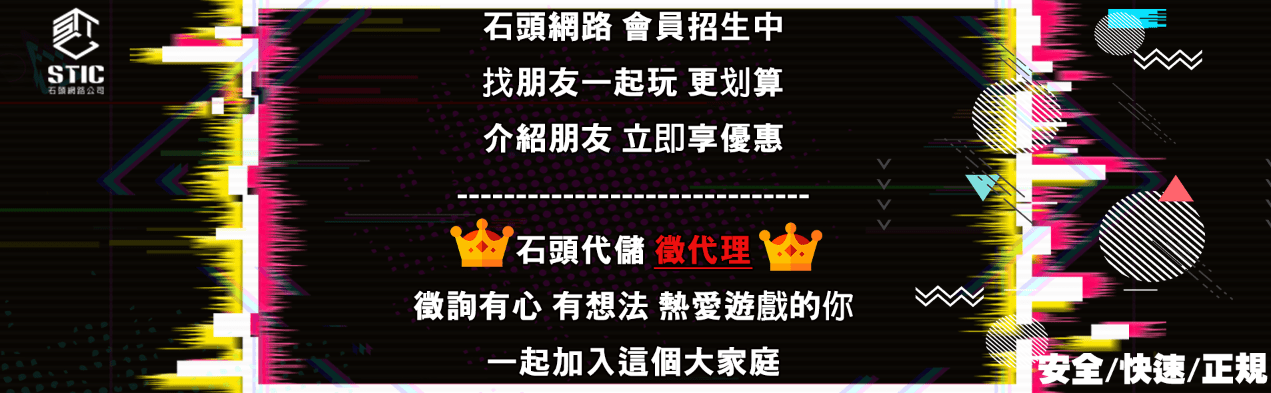 STIC
石頭網路公司
石頭網路 會員招生中
找朋友一起玩 更划算
介紹朋友 立即享優惠
------------------------------
石頭代儲 徵代理
徵詢有心 有想法 熱愛遊戲的你
一起加入這個大家庭
安全/快速/正規